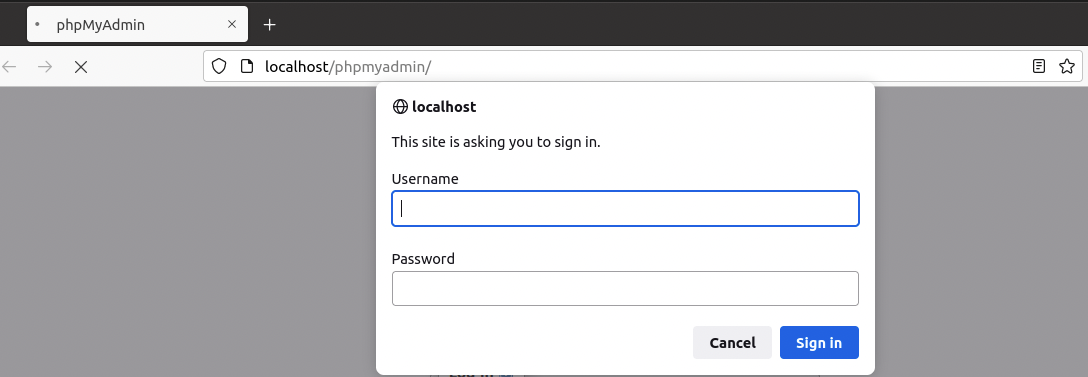 phpMyAdmin
localhost/phpmyadmin/
localhost
This site is asking you to sign in.
Username
Password
Cancel
Sign in